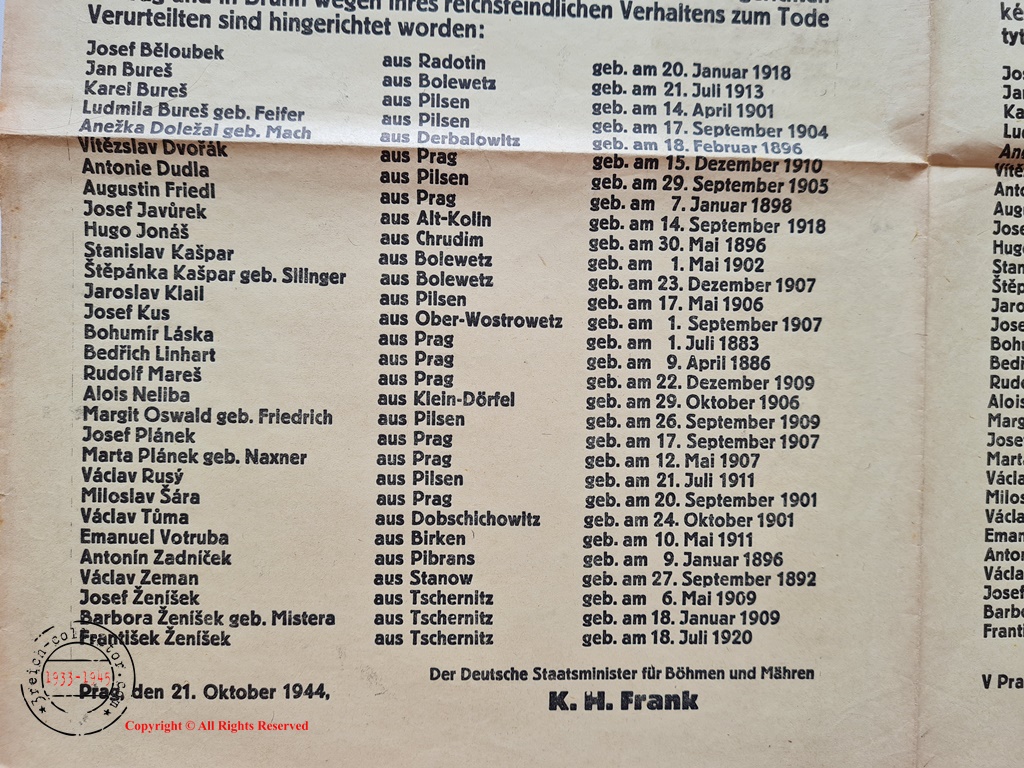 Verurteilten sind hingerichtet worden:
Josef Běloubek aus Radotin geb. am 20. Januar 1918
Jan Bureš aus Bolewetz geb. am 21. Juli 1913
Karel Bureš aus Pilsen geb. am 14. April 1901
Ludmila Bureš geb. Feifer aus Pilsen geb. am 17. September 1904
Anežka Doležal geb. Mach aus Derbalowitz geb. am 18. Februar 1896
Vítězslav Dvořák aus Prag geb. am 15. Dezember 1910
Antonie Dudla aus Pilsen geb. am 29. September 1905
Augustin Friedl aus Prag geb. am 7. Januar 1898
Josef Javůrek aus Alt-Kolin geb. am 14. September 1918
Hugo Jonáš aus Chrudim geb. am 30. Mai 1896
Stanislav Kašpar aus Bolewetz geb. am 1. Mai 1902
Štěpánka Kašpar geb. Silinger aus Bolewetz geb. am 23. Dezember 1907
Jaroslav Klail aus Pilsen geb. am 17. Mai 1906
Josef Kus aus Ober-Wostrowetz geb. am 1. September 1907
Bohumír Láska aus Prag geb. am 1. Juli 1883
Bedřich Linhart aus Prag geb. am 9. April 1886
Rudolf Mareš aus Prag geb. am 22. Dezember 1909
Alois Neliba aus Klein-Dörfel geb. am 29. Oktober 1906
Margit Oswald geb. Friedrich aus Pilsen geb. am 26. September 1909
Josef Plánek aus Prag geb. am 17. September 1907
Marta Plánek geb. Naxner aus Prag geb. am 12. Mai 1907
Václav Rusý aus Pilsen geb. am 21. Juli 1911
Miloslav Šára aus Prag geb. am 20. September 1901
Václav Tůma aus Dobschichowitz geb. am 24. Oktober 1901
Emanuel Votruba aus Birken geb. am 10. Mai 1911
Antonín Zadníček aus Pibrans geb. am 9. Januar 1896
Václav Zeman aus Stanow geb. am 27. September 1892
Josef Ženíšek aus Tschernitz geb. am 6. Mai 1909
Barbora Ženíšek geb. Mistera aus Tschernitz geb. am 18. Januar 1909
František Ženíšek aus Tschernitz geb. am 18. Juli 1920
Prag, den 21. Oktober 1944,
Der Deutsche Staatsminister für Böhmen und Mähren
K. H. Frank
1933-1945
Copyright © All Rights Reserved